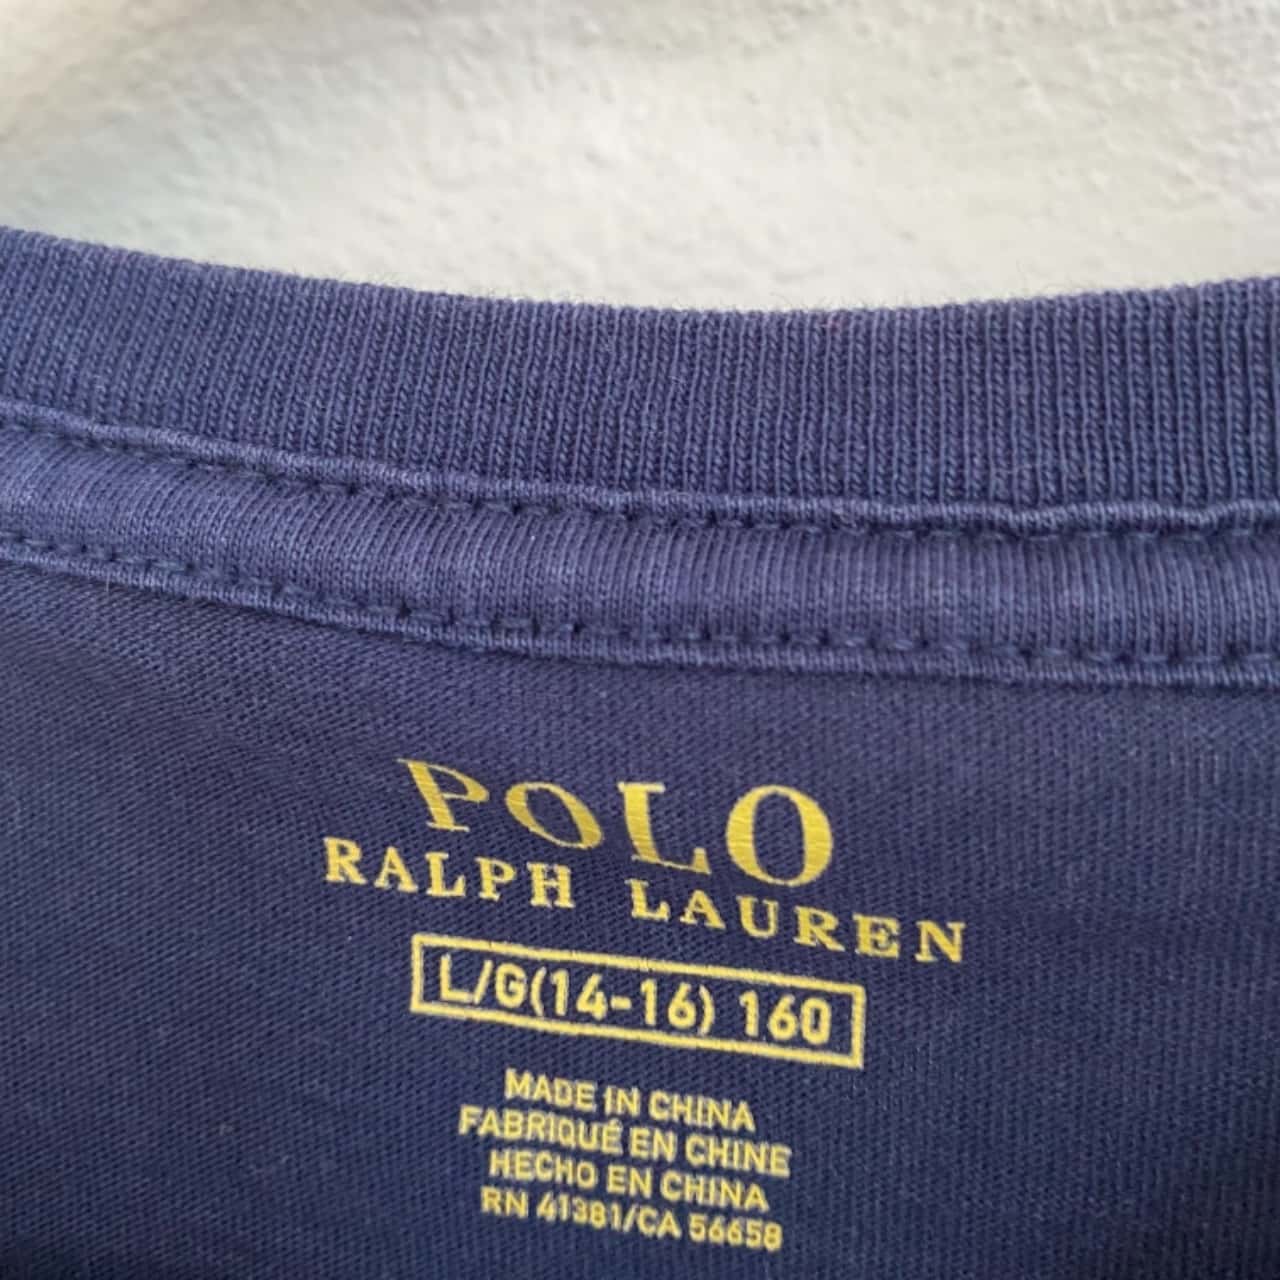 POLO
RALPH LAUREN
L/G(14-16) 160
MADE IN CHINA
FABRIQUÉ EN CHINE
HECHO EN CHINA
RN 41381/CA 56658